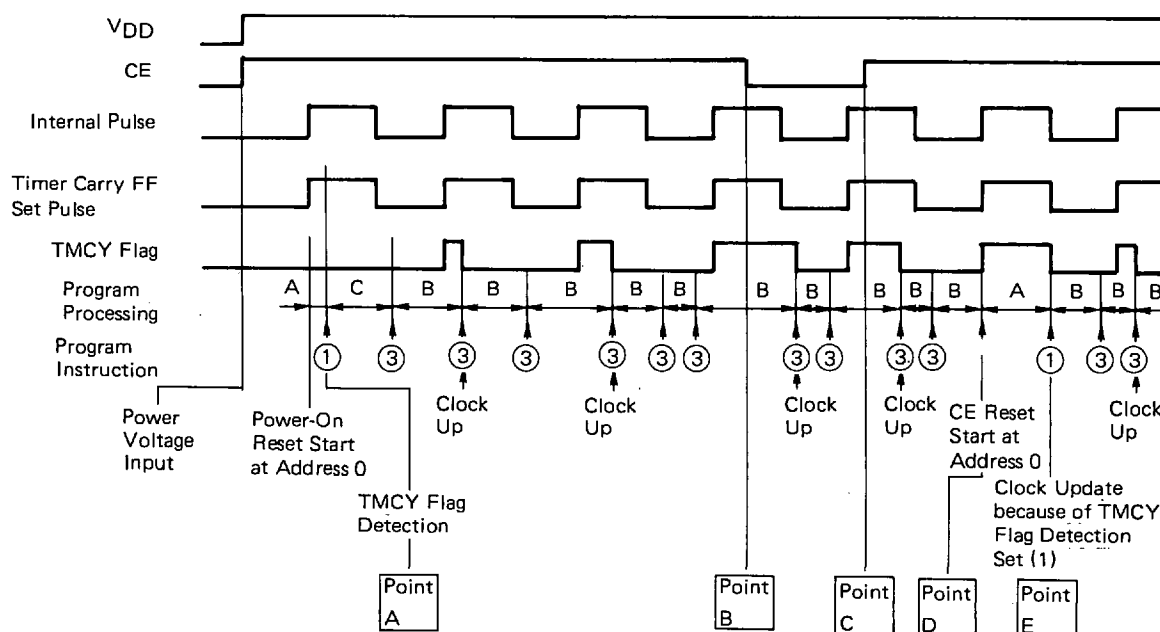 VDD
CE
Internal Pulse
Timer Carry FF
Set Pulse
TMCY Flag
Program
Processing
A C B B B B B B B B B B A B B B
Program
Instruction
① ③ ③ ③ ③ ③ ③ ③ ③ ③ ③ ① ③ ③
Power
Voltage
Input
Power-On
Reset Start
at Address 0
Clock
Up
Clock
Up
Clock
Up
Clock
Up
CE Reset
Start at
Address 0
Clock
Up
TMCY Flag
Detection
Clock Update
because of TMCY
Flag Detection
Set (1)
Point
A
Point
B
Point
C
Point
D
Point
E